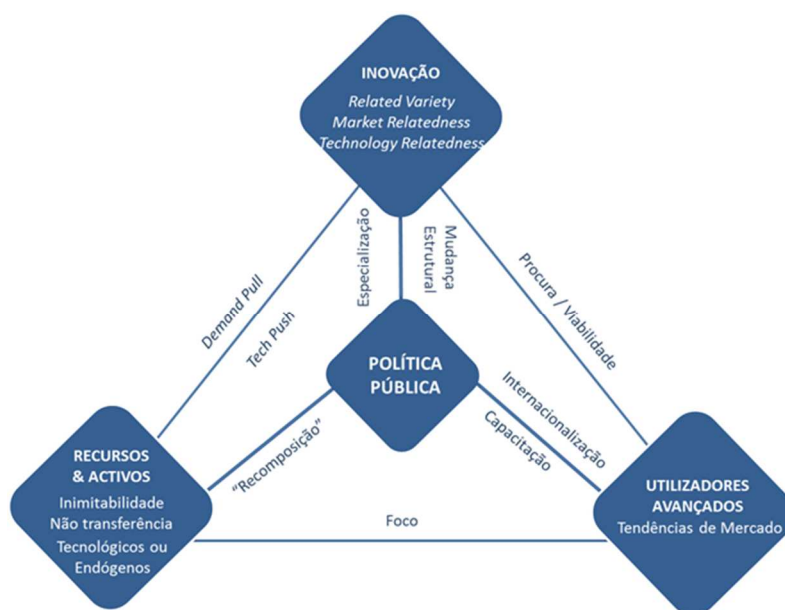 INOVAÇÃO
Related Variety
Market Relatedness
Technology Relatedness
Especialização
Mudança
Estrutural
Demand Pull
Tech Push
Procura / Viabilidade
POLÍTICA
PÚBLICA
Internacionalização
Capacitação
“Recomposição”
RECURSOS
& ACTIVOS
Inimitabilidade
Não transferência
Tecnológicos ou
Endógenos
Foco
UTILIZADORES
AVANÇADOS
Tendências de Mercado